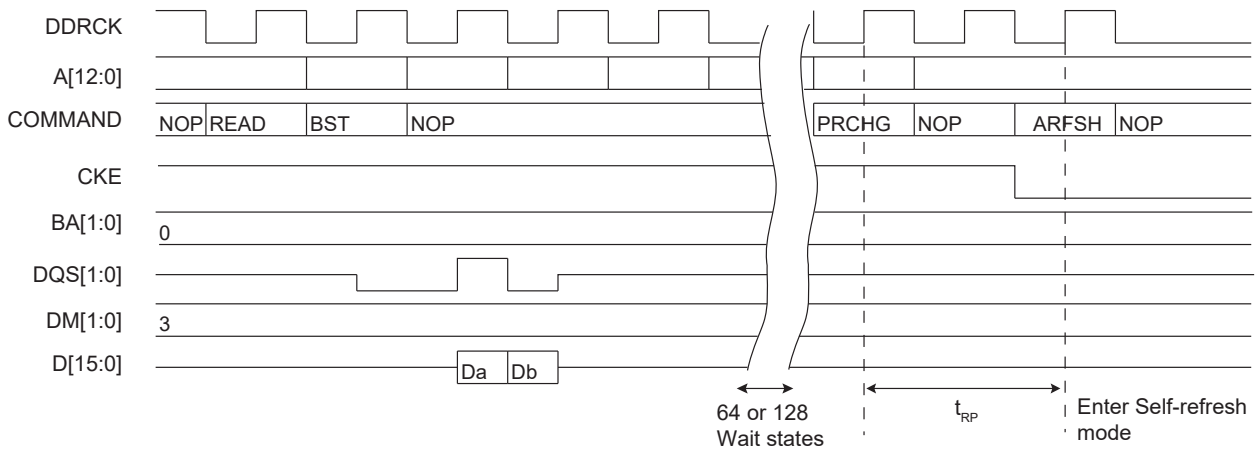 DDRCK
A[12:0]
COMMAND NOP READ BST NOP PRCHG NOP ARFSH NOP
CKE
BA[1:0] 0
DQS[1:0]
DM[1:0] 3
D[15:0] Da Db
64 or 128
Wait states
tRP
Enter Self-refresh
mode